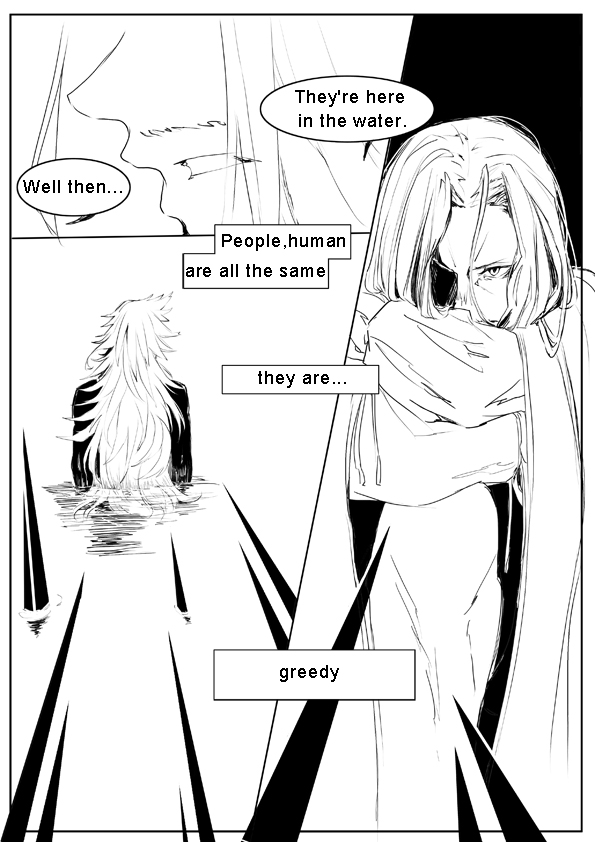 They're here
in the water.
Well then...
People,human
are all the same
they are...
greedy